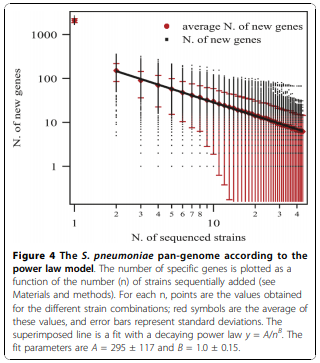 average N. of new genes
N. of new genes
1000
100
10
1
N. of new genes
1
2
3
4
5
6
7
8
10
2
3
4
N. of sequenced strains
Figure 4 The S. pneumoniae pan-genome according to the
power law model. The number of specific genes is plotted as a
function of the number (n) of strains sequentially added (see
Materials and methods). For each n, points are the values obtained
for the different strain combinations; red symbols are the average of
these values, and error bars represent standard deviations. The
superimposed line is a fit with a decaying power law y = A/nᴮ. The
fit parameters are A = 295 ± 117 and B = 1.0 ± 0.15.